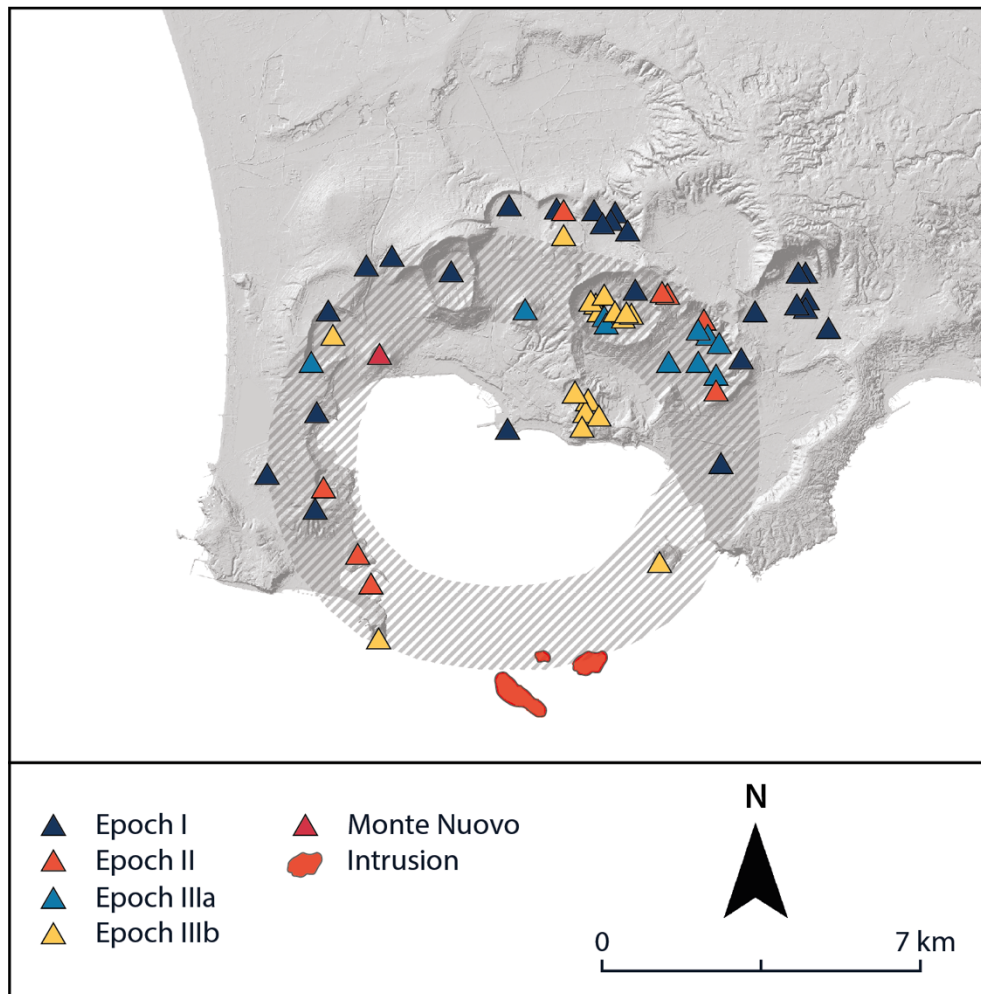 Epoch I
Epoch II
Epoch IIIa
Epoch IIIb
Monte Nuovo
Intrusion
N
0 7 km